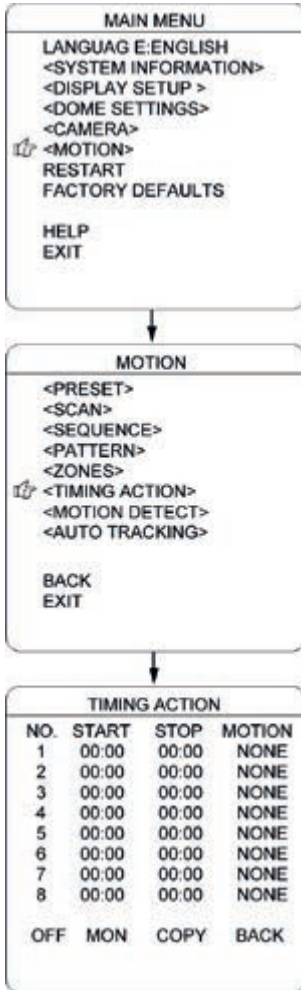 MAIN MENU
LANGUAG E:ENGLISH
<SYSTEM INFORMATION>
<DISPLAY SETUP >
<DOME SETTINGS>
<CAMERA>
<MOTION>
RESTART
FACTORY DEFAULTS
HELP
EXIT
MOTION
<PRESET>
<SCAN>
<SEQUENCE>
<PATTERN>
<ZONES>
<TIMING ACTION>
<MOTION DETECT>
<AUTO TRACKING>
BACK
EXIT
TIMING ACTION
NO. START STOP MOTION
1 00:00 00:00 NONE
2 00:00 00:00 NONE
3 00:00 00:00 NONE
4 00:00 00:00 NONE
5 00:00 00:00 NONE
6 00:00 00:00 NONE
7 00:00 00:00 NONE
8 00:00 00:00 NONE
OFF MON COPY BACK